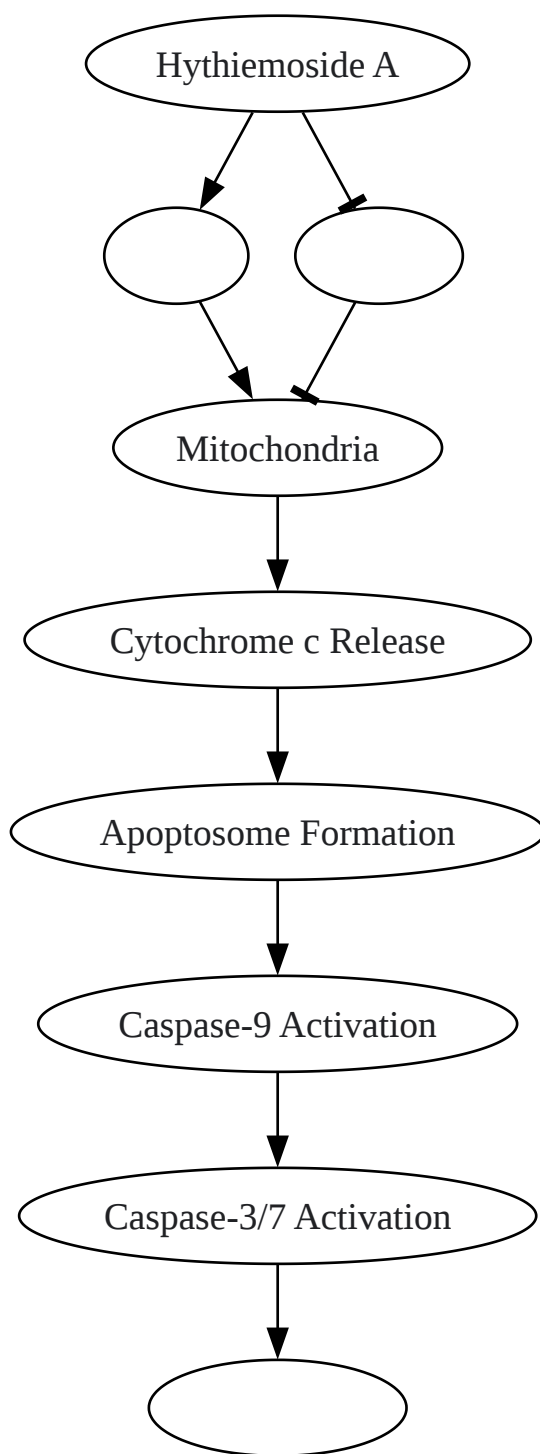 Hythiemoside A
Mitochondria
Cytochrome c Release
Apoptosome Formation
Caspase-9 Activation
Caspase-3/7 Activation